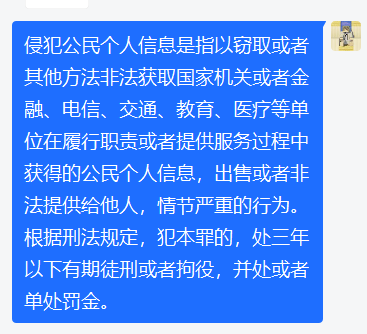 侵犯公民个人信息是指以窃取或者
其他方法非法获取国家机关或者金
融、电信、交通、教育、医疗等单
位在履行职责或者提供服务过程中
获得的公民个人信息，出售或者非
法提供给他人，情节严重的行为。
根据刑法规定，犯本罪的，处三年
以下有期徒刑或者拘役，并处或者
单处罚金。